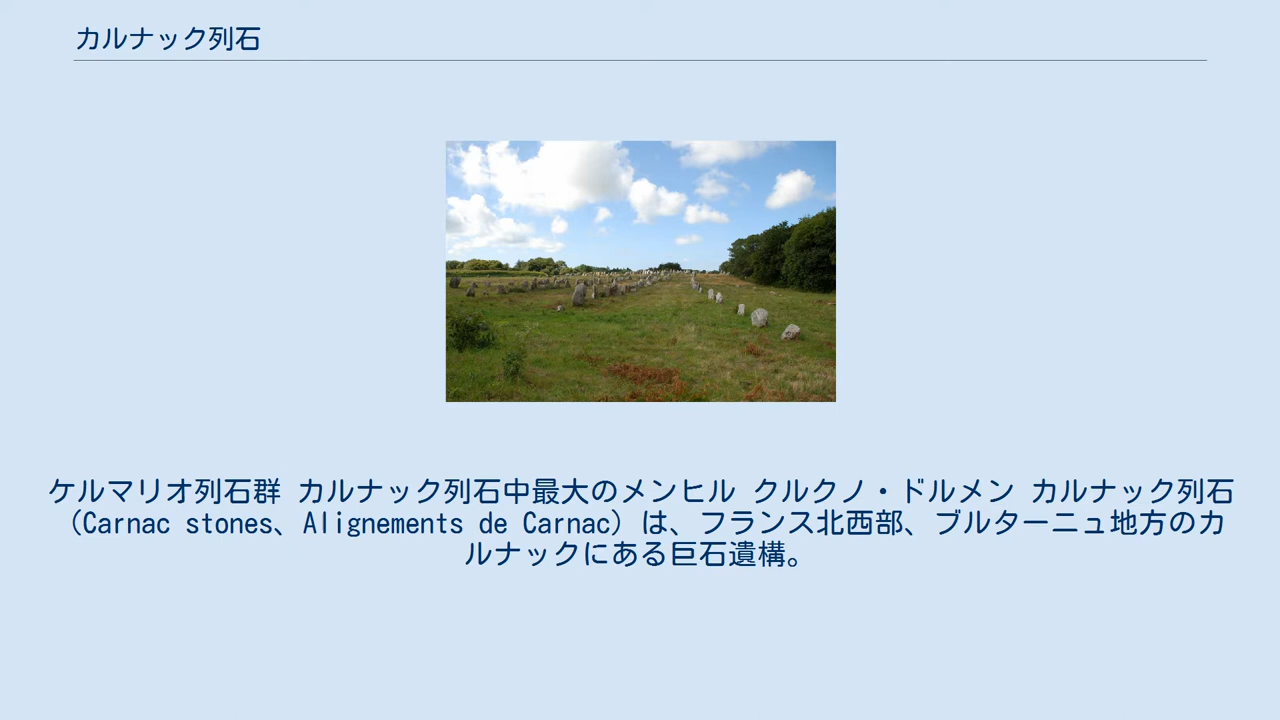 カルナック列石
ケルマリオ列石群 カルナック列石中最大のメンヒル クルクノ・ドルメン カルナック列石
（Carnac stones、Alignements de Carnac）は、フランス北西部、ブルターニュ地方のカ
ルナックにある巨石遺構。